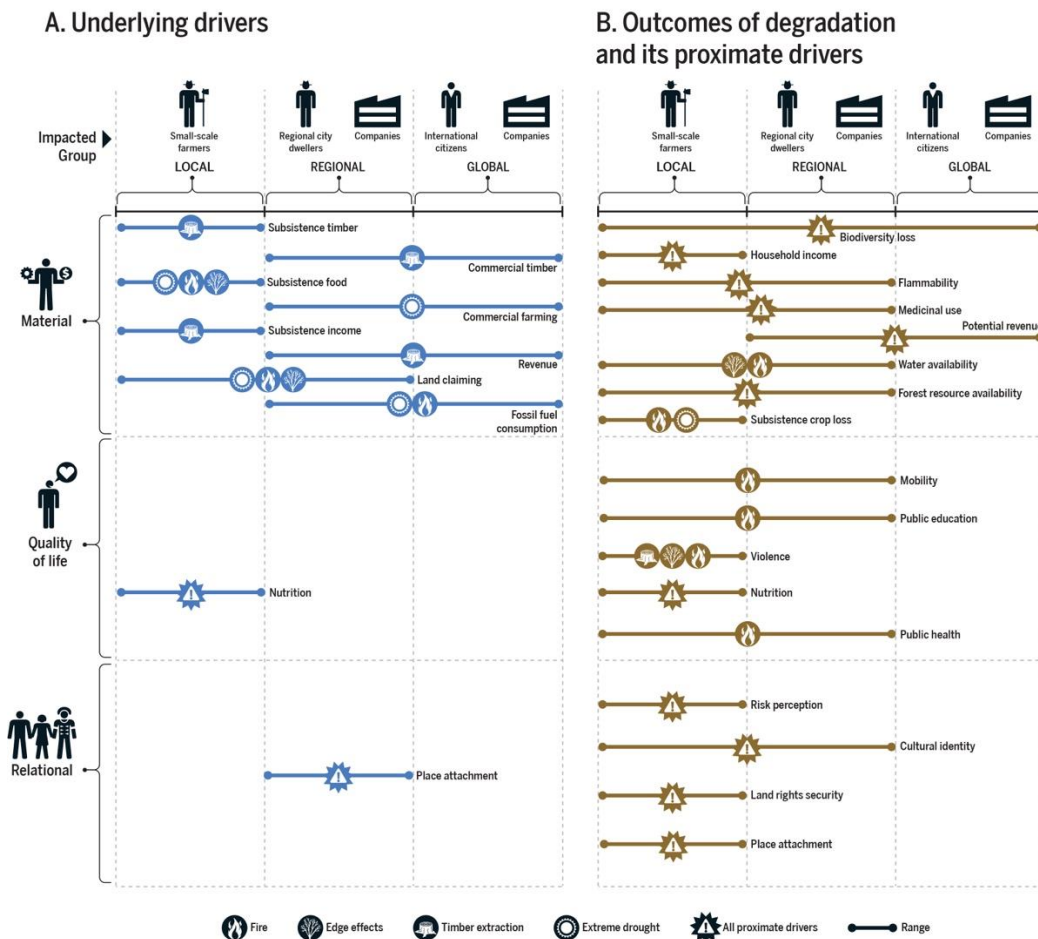 A. Underlying drivers
B. Outcomes of degradation
and its proximate drivers
Impacted
Group
Small-scale
farmers
Regional city
dwellers
Companies
International
citizens
Companies
LOCAL
REGIONAL
GLOBAL
Small-scale
farmers
Regional city
dwellers
Companies
International
citizens
Companies
LOCAL
REGIONAL
GLOBAL
Material
Subsistence timber
Commercial timber
Subsistence food
Commercial farming
Subsistence income
Revenue
Land claiming
Fossil fuel
consumption
Biodiversity loss
Household income
Flammability
Medicinal use
Potential revenue
Water availability
Forest resource availability
Subsistence crop loss
Quality
of life
Nutrition
Mobility
Public education
Violence
Nutrition
Public health
Relational
Place attachment
Risk perception
Cultural identity
Land rights security
Place attachment
Fire
Edge effects
Timber extraction
Extreme drought
All proximate drivers
Range